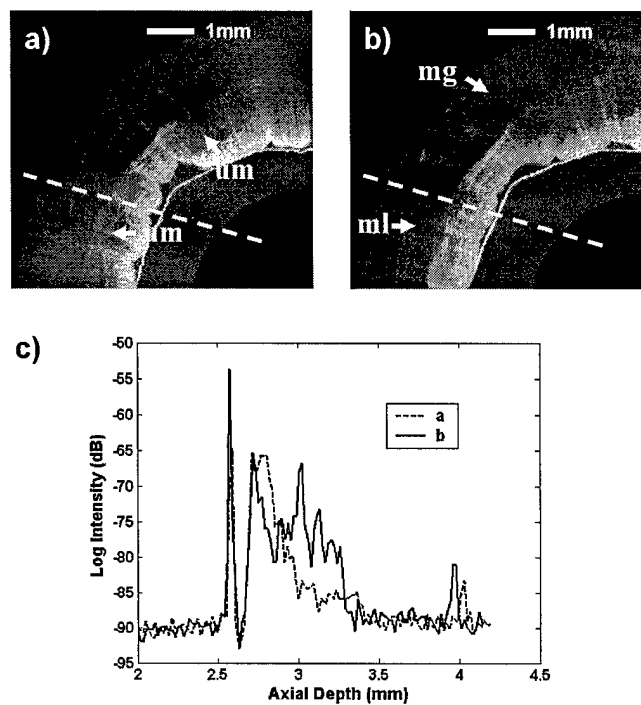 a)
1mm
um
um
b)
1mm
mg
ml
c)
Log Intensity (dB)
-50
-55
-60
-65
-70
-75
-80
-85
-90
-95
2
2.5
3
3.5
4
4.5
Axial Depth (mm)
a
b